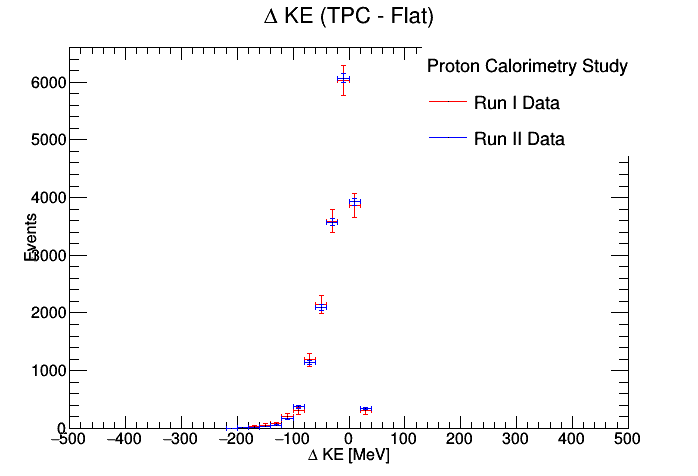 Δ KE (TPC - Flat)
Proton Calorimetry Study
Run I Data
Run II Data
Events
6000
5000
4000
3000
2000
1000
0
−500 −400 −300 −200 −100 0 100 200 300 400 500
Δ KE [MeV]